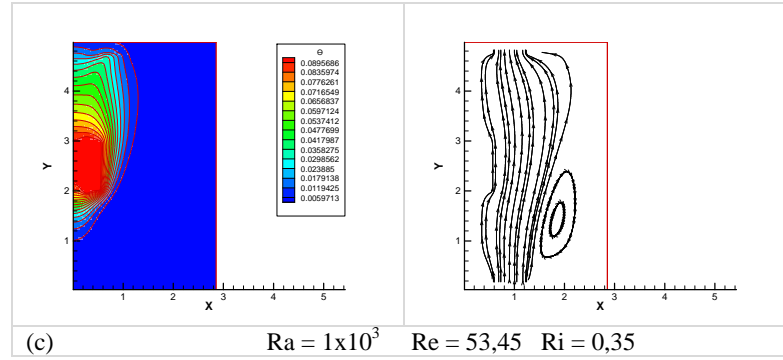 Θ
0.0895686
0.0835974
0.0776261
0.0716549
0.0656837
0.0597124
0.0537412
0.0477699
0.0417987
0.0358275
0.0298562
0.023885
0.0179138
0.0119425
0.0059713
Y
4
3
2
1
1 2 3 4 5
X
Y
4
3
2
1
1 2 3 4 5
X
(c) Ra = 1x10³ Re = 53,45 Ri = 0,35